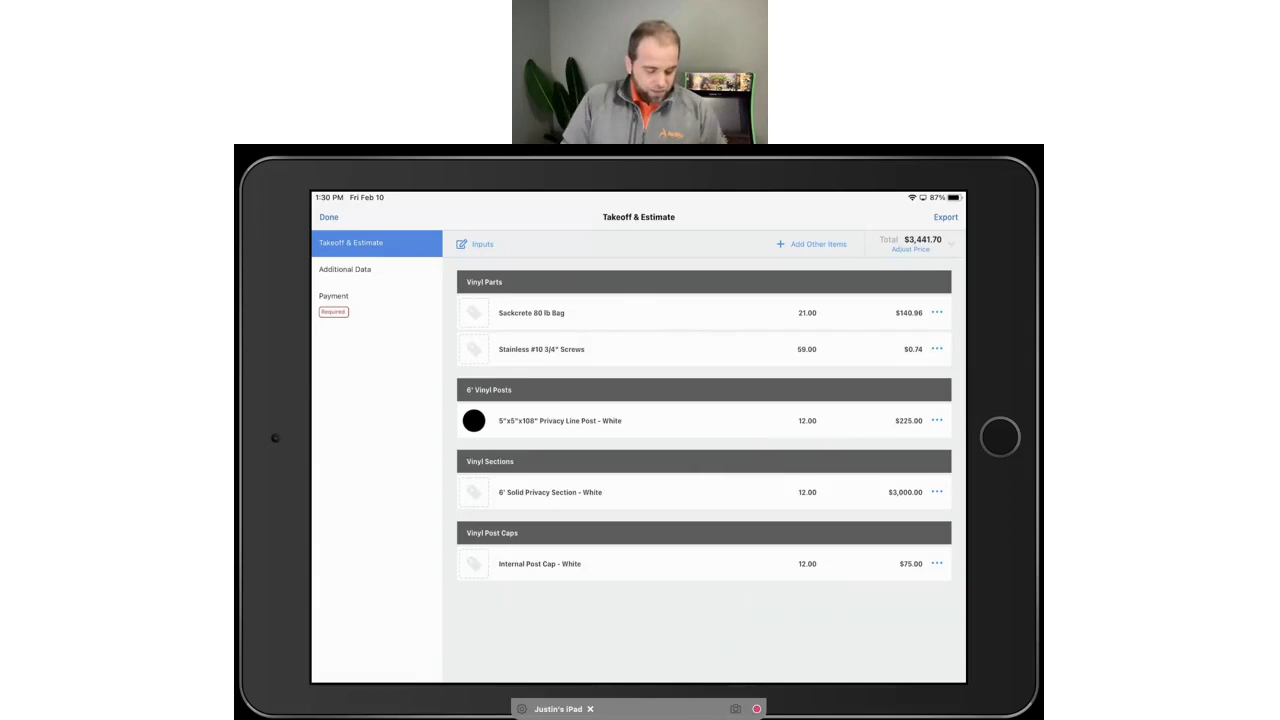 1:30 PM Fri Feb 10
87%
Done
Takeoff & Estimate
Export
Takeoff & Estimate
Inputs
+ Add Other Items
Total $3,441.70
Adjust Price
Additional Data
Payment
Required
Vinyl Parts
Sackcrete 80 lb Bag 21.00 $140.96
Stainless #10 3/4" Screws 59.00 $0.74
6' Vinyl Posts
5"x5"x108" Privacy Line Post - White 12.00 $225.00
Vinyl Sections
6' Solid Privacy Section - White 12.00 $3,000.00
Vinyl Post Caps
Internal Post Cap - White 12.00 $75.00
Justin's iPad